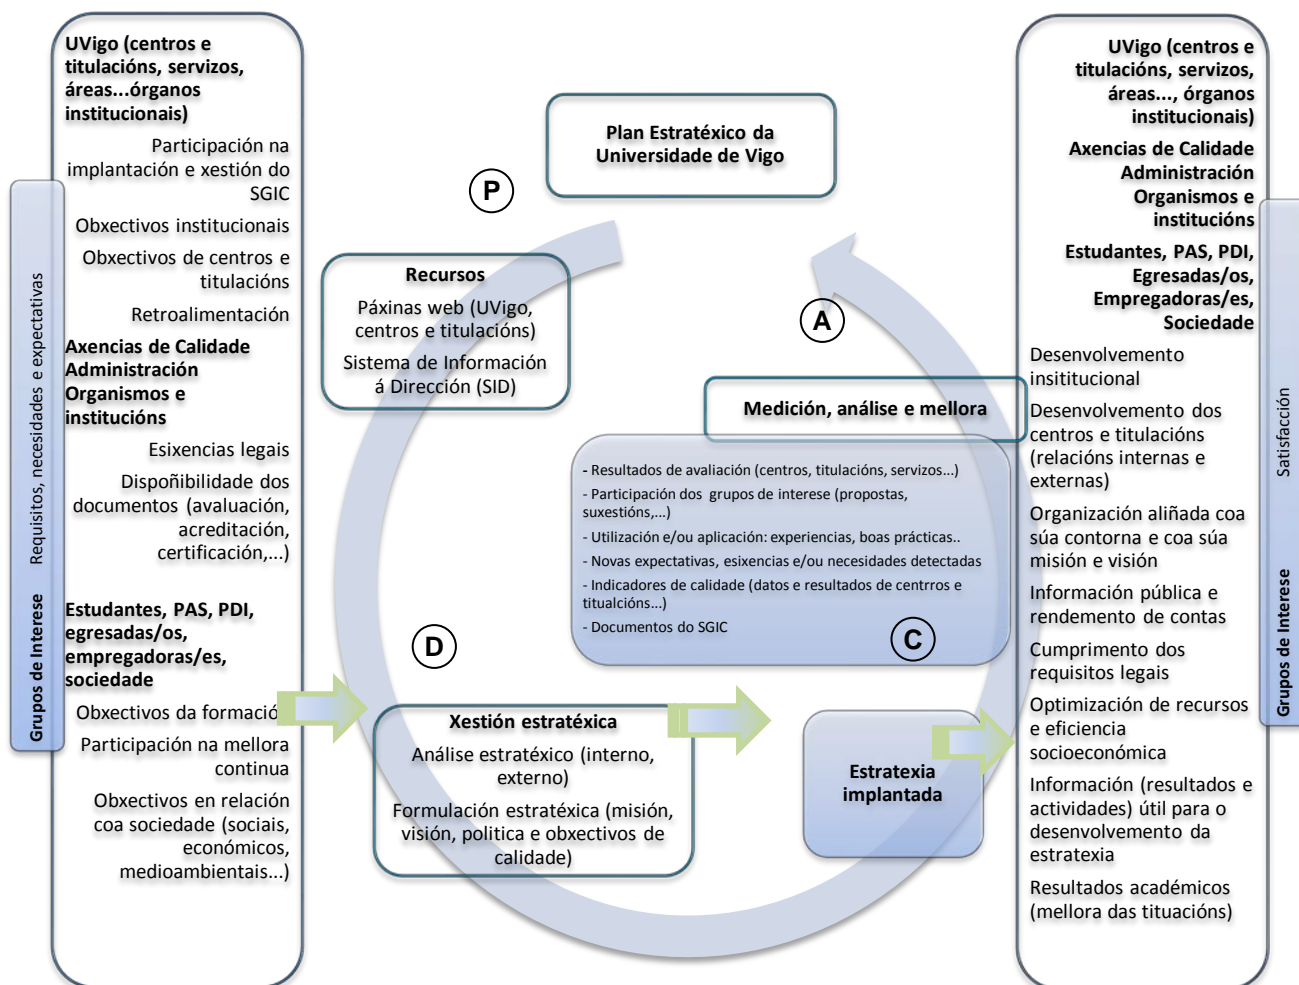 UVigo (centros e
titulacións, servizos,
áreas...órganos
institucionais)
Participación na
implantación e xestión do
SGIC
Obxectivos institucionais
Obxectivos de centros e
titulacións
Retroalimentación
Axencias de Calidade
Administración
Organismos e
institucións
Esixencias legais
Dispoñibilidade dos
documentos (avaluación,
acreditación,
certificación,...)
Estudantes, PAS, PDI,
egresadas/os,
empregadoras/es,
sociedade
Obxectivos da formación
Participación na mellora
continua
Obxectivos en relación
coa sociedade (sociais,
económicos,
medioambientais...)
Grupos de Interese Requisitos, necesidades e expectativas
Plan Estratéxico da
Universidade de Vigo
P
Recursos
Páxinas web (UVigo,
centros e titulacións)
Sistema de Información
á Dirección (SID)
A
Medición, análise e mellora
- Resultados de avaliación (centros, titulacións, servizos...)
- Participación dos grupos de interese (propostas,
suxestións,...)
- Utilización e/ou aplicación: experiencias, boas prácticas..
- Novas expectativas, esixencias e/ou necesidades detectadas
- Indicadores de calidade (datos e resultados de centrros e
titualcións...)
- Documentos do SGIC
D
C
Xestión estratéxica
Análise estratéxico (interno,
externo)
Formulación estratéxica (misión,
visión, politica e obxectivos de
calidade)
Estratexia
implantada
UVigo (centros e
titulacións, servizos,
áreas..., órganos
institucionais)
Axencias de Calidade
Administración
Organismos e
institucións
Estudantes, PAS, PDI,
Egresadas/os,
Empregadoras/es,
Sociedade
Desenvolvemento
insititucional
Desenvolvemento dos
centros e titulacións
(relacións internas e
externas)
Organización aliñada coa
súa contorna e coa súa
misión e visión
Información pública e
rendemento de contas
Cumprimento dos
requisitos legais
Optimización de recursos
e eficiencia
socioeconómica
Información (resultados e
actividades) útil para o
desenvolvemento da
estratexia
Resultados académicos
(mellora das tituacións)
Grupos de Interese Satisfacción